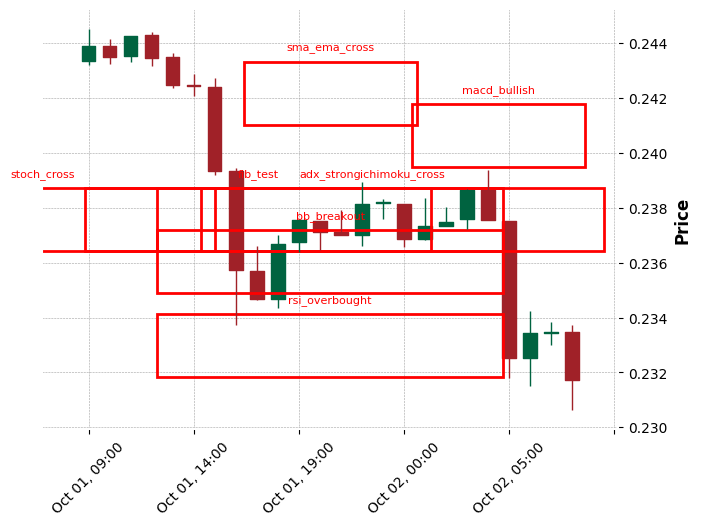 sma_ema_cross
macd_bullish
stoch_cross
bb_test
adx_strong
ichimoku_cross
bb_breakout
rsi_overbought
0.244
0.242
0.240
0.238
0.236
0.234
0.232
0.230
Price
Oct 01, 09:00
Oct 01, 14:00
Oct 01, 19:00
Oct 02, 00:00
Oct 02, 05:00